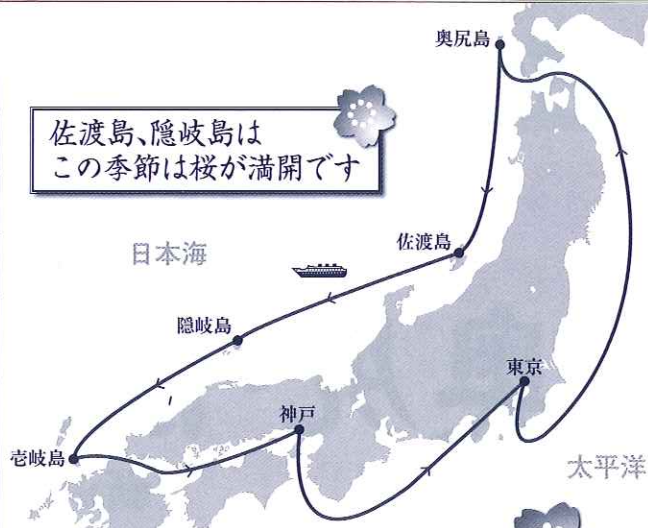 奥尻島
佐渡島、隠岐島は
この季節は桜が満開です
日本海
佐渡島
隠岐島
東京
神戸
壱岐島
太平洋